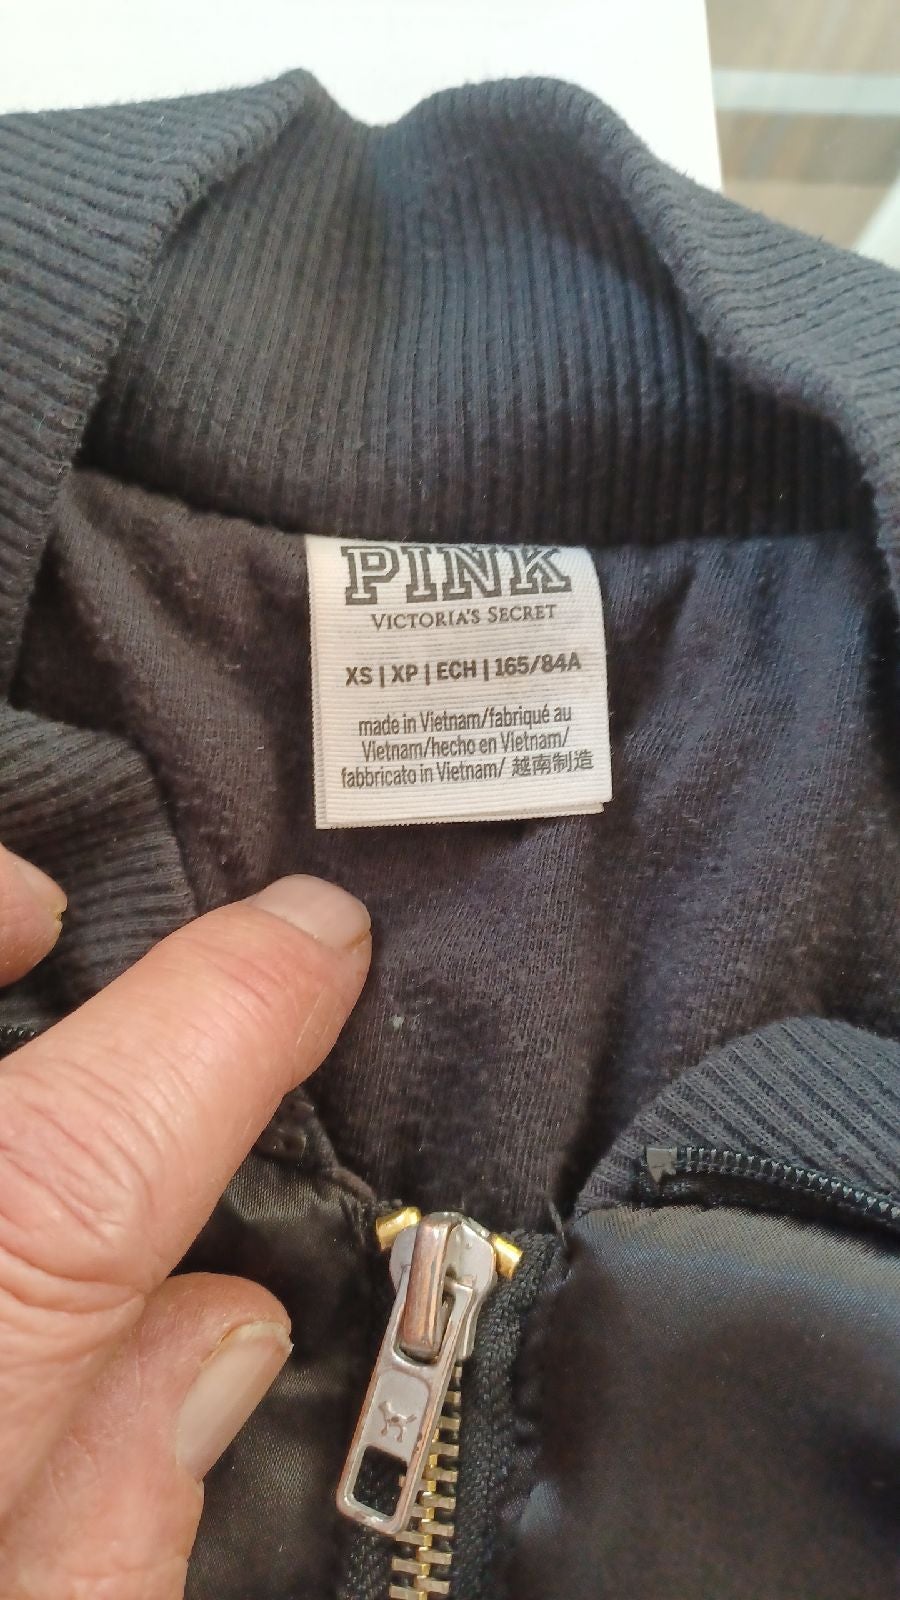 PINK
VICTORIA'S SECRET
XS | XP | ECH | 165/84A
made in Vietnam/fabriqué au
Vietnam/hecho en Vietnam/
fabbricato in Vietnam/ 越南制造